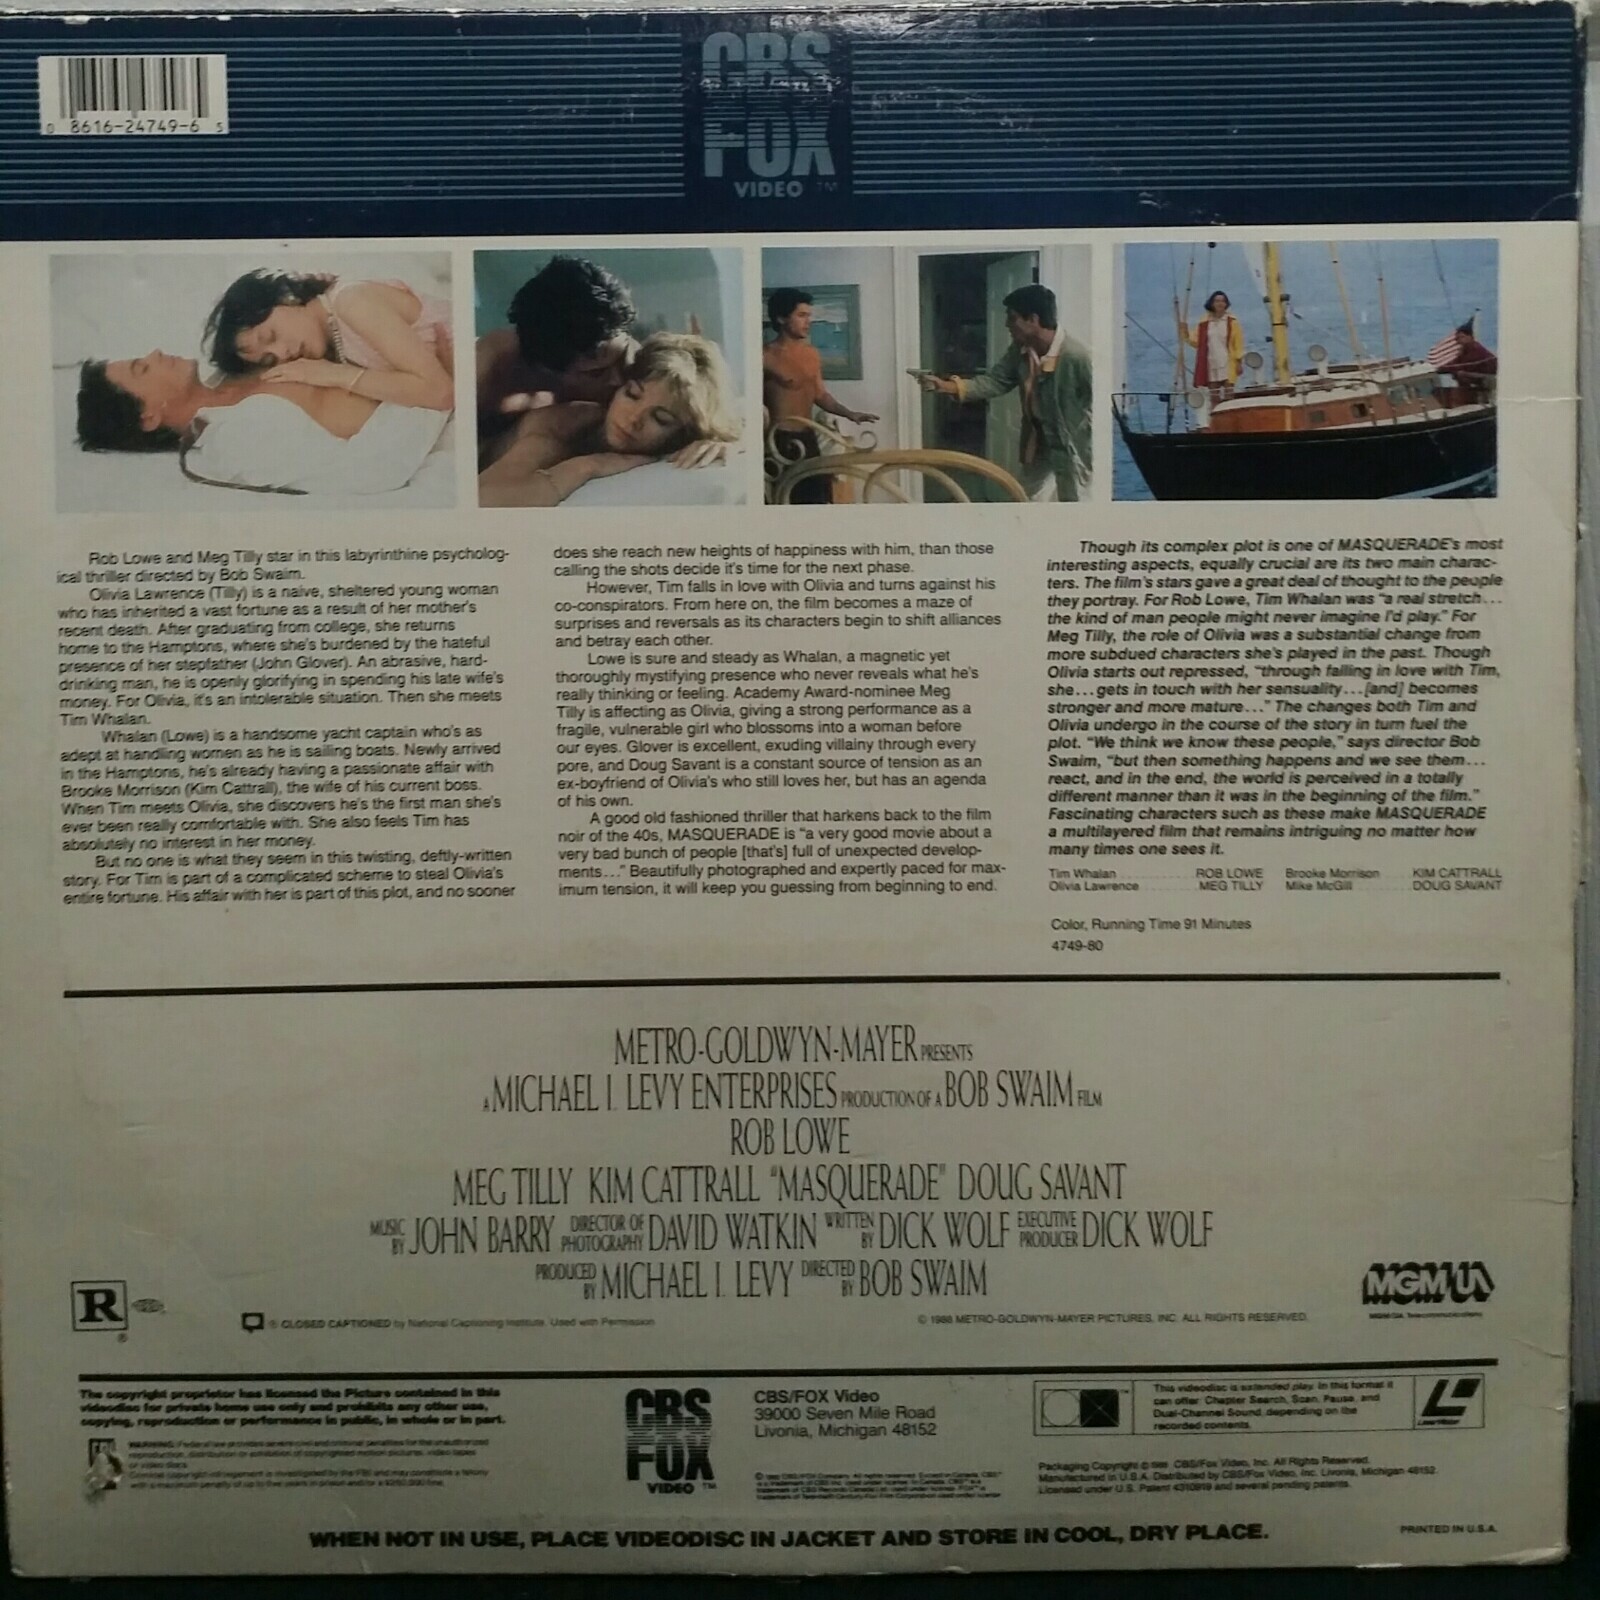 CBS
FOX
VIDEO TM
0 8616-24749-6 5
Rob Lowe and Meg Tilly star in this labyrinthine psycholog-
ical thriller directed by Bob Swaim.
Olivia Lawrence (Tilly) is a naive, sheltered young woman
who has inherited a vast fortune as a result of her mother's
recent death. After graduating from college, she returns
home to the Hamptons, where she's burdened by the hateful
presence of her stepfather (John Glover). An abrasive, hard-
drinking man, he is openly glorifying in spending his late wife's
money. For Olivia, it's an intolerable situation. Then she meets
Tim Whalan.
Whalan (Lowe) is a handsome yacht captain who's as
adept at handling women as he is sailing boats. Newly arrived
in the Hamptons, he's already having a passionate affair with
Brooke Morrison (Kim Cattrall), the wife of his current boss.
When Tim meets Olivia, she discovers he's the first man she's
ever been really comfortable with. She also feels Tim has
absolutely no interest in her money.
But no one is what they seem in this twisting, deftly-written
story. For Tim is part of a complicated scheme to steal Olivia's
entire fortune. His affair with her is part of this plot, and no sooner
does she reach new heights of happiness with him, than those
calling the shots decide it's time for the next phase.
However, Tim falls in love with Olivia and turns against his
co-conspirators. From here on, the film becomes a maze of
surprises and reversals as its characters begin to shift alliances
and betray each other.
Lowe is sure and steady as Whalan, a magnetic yet
thoroughly mystifying presence who never reveals what he's
really thinking or feeling. Academy Award-nominee Meg
Tilly is affecting as Olivia, giving a strong performance as a
fragile, vulnerable girl who blossoms into a woman before
our eyes. Glover is excellent, exuding villainy through every
pore, and Doug Savant is a constant source of tension as an
ex-boyfriend of Olivia's who still loves her, but has an agenda
of his own.
A good old fashioned thriller that harkens back to the film
noir of the 40s, MASQUERADE is "a very good movie about a
very bad bunch of people [that's] full of unexpected develop-
ments..." Beautifully photographed and expertly paced for max-
imum tension, it will keep you guessing from beginning to end.
Though its complex plot is one of MASQUERADE's most
interesting aspects, equally crucial are its two main charac-
ters. The film's stars gave a great deal of thought to the people
they portray. For Rob Lowe, Tim Whalan was "a real stretch...
the kind of man people might never imagine I'd play." For
Meg Tilly, the role of Olivia was a substantial change from
more subdued characters she's played in the past. Though
Olivia starts out repressed, "through falling in love with Tim,
she...gets in touch with her sensuality...[and] becomes
stronger and more mature..." The changes both Tim and
Olivia undergo in the course of the story in turn fuel the
plot. "We think we know these people," says director Bob
Swaim, "but then something happens and we see them...
react, and in the end, the world is perceived in a totally
different manner than it was in the beginning of the film."
Fascinating characters such as these make MASQUERADE
a multilayered film that remains intriguing no matter how
many times one sees it.
Tim Whalan ROB LOWE Brooke Morrison KIM CATTRALL
Olivia Lawrence MEG TILLY Mike McGill DOUG SAVANT
Color, Running Time 91 Minutes
4749-80
METRO-GOLDWYN-MAYER PRESENTS
A MICHAEL I. LEVY ENTERPRISES PRODUCTION OF A BOB SWAIM FILM
ROB LOWE
MEG TILLY KIM CATTRALL "MASQUERADE" DOUG SAVANT
MUSIC BY JOHN BARRY DIRECTOR OF PHOTOGRAPHY DAVID WATKIN WRITTEN BY DICK WOLF EXECUTIVE PRODUCER DICK WOLF
PRODUCED BY MICHAEL I. LEVY DIRECTED BY BOB SWAIM
R ®
® CLOSED CAPTIONED by National Captioning Institute. Used with Permission
© 1988 METRO-GOLDWYN-MAYER PICTURES, INC. ALL RIGHTS RESERVED.
MGM/UA
The copyright proprietor has licensed the Picture contained in this
videodisc for private home use only and prohibits any other use,
copying, reproduction or performance in public, in whole or in part.
CBS
FOX
VIDEO TM
CBS/FOX Video
39000 Seven Mile Road
Livonia, Michigan 48152
This videodisc is extended play. In this format it
can offer: Chapter Search, Scan, Pause, and
Dual-Channel Sound, depending on the
recorded contents.
LaserVision
Packaging Copyright © CBS/Fox Video, Inc. All Rights Reserved.
Manufactured in U.S.A. Distributed by CBS/Fox Video, Inc. Livonia, Michigan 48152.
Licensed under U.S. Patent 4310919 and several pending patents.
WHEN NOT IN USE, PLACE VIDEODISC IN JACKET AND STORE IN COOL, DRY PLACE.
PRINTED IN U.S.A.